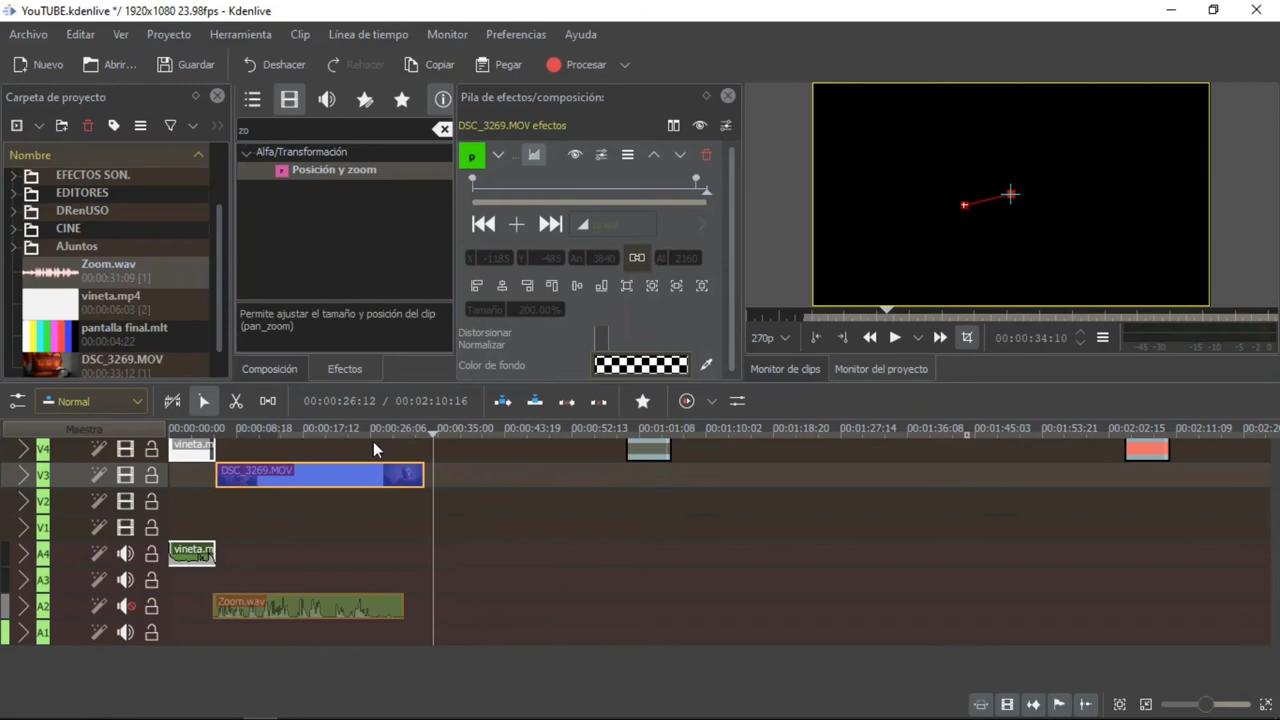 YouTUBE.kdenlive */ 1920x1080 23.98fps - Kdenlive
Archivo Editar Ver Proyecto Herramienta Clip Línea de tiempo Monitor Preferencias Ayuda
Nuevo Abrir... Guardar Deshacer Rehacer Copiar Pegar Procesar
Carpeta de proyecto
Pila de efectos/composición:
zo
DSC_3269.MOV efectos
Nombre
Alfa/Transformación
Posición y zoom
EFECTOS SON.
EDITORES
DRenUSO
CINE
AJuntos
Zoom.wav
00:00:31:09 [1]
vineta.mp4
00:00:06:03 [2]
pantalla final.mlt
00:00:04:22
DSC_3269.MOV
00:00:33:12 [1]
X -1185 Y -485 An 3840 Al 2160
Tamaño 200.00%
Permite ajustar el tamaño y posición del clip
(pan_zoom)
Distorsionar
Normalizar
Color de fondo
Composición Efectos
270p
00:00:34:10
-45 -30 -20 -15 -10 -5 -2 0
Monitor de clips Monitor del proyecto
Normal
00:00:26:12 / 00:02:10:16
Maestra
00:00:00:00 00:00:08:18 00:00:17:12 00:00:26:06 00:00:35:00 00:00:43:19 00:00:52:13 00:01:01:08 00:01:10:02 00:01:18:20 00:01:27:14 00:01:36:08 00:01:45:03 00:01:53:21 00:02:02:15 00:02:11:09
V4 vineta.m
V3 DSC_3269.MOV
V2
V1
A4 vineta.m
A3
A2 Zoom.wav
A1